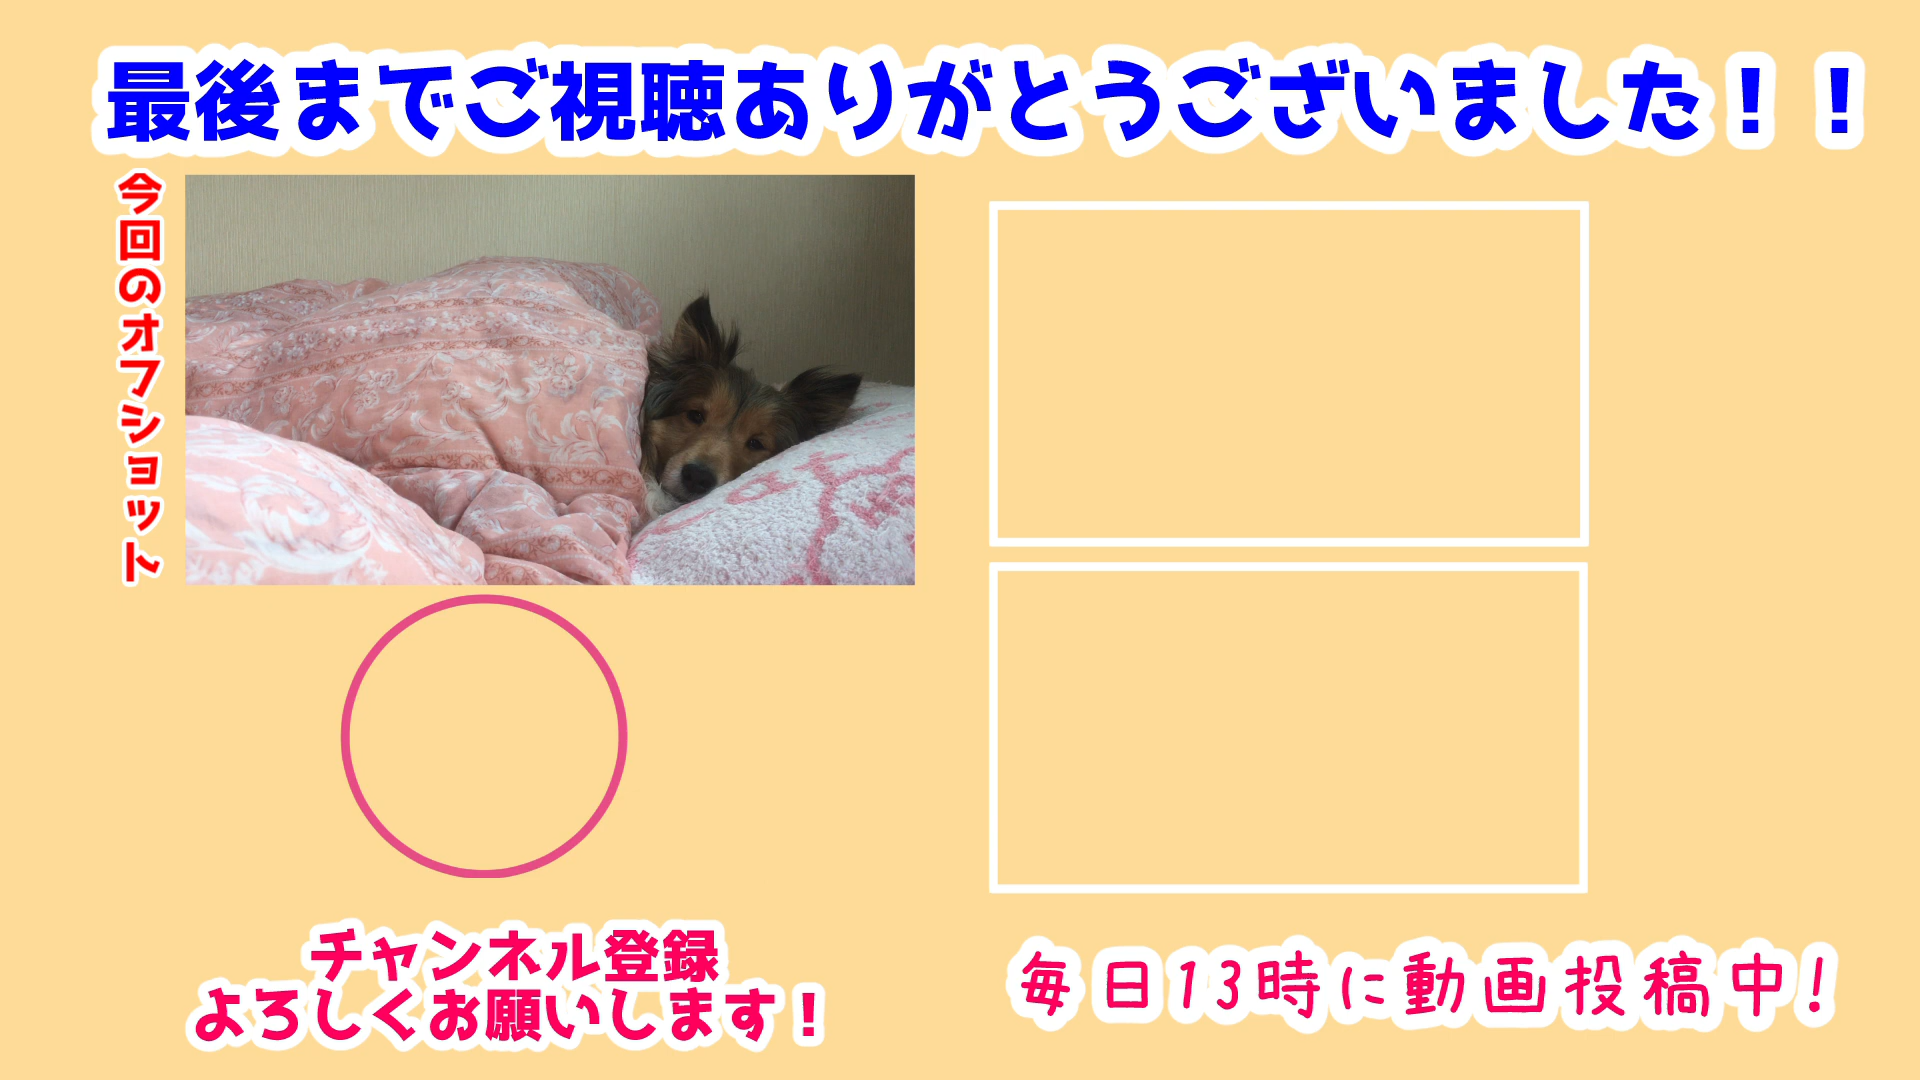 最後までご視聴ありがとうございました！！
今回のオフショット
チャンネル登録
よろしくお願いします！
毎日13時に動画投稿中!